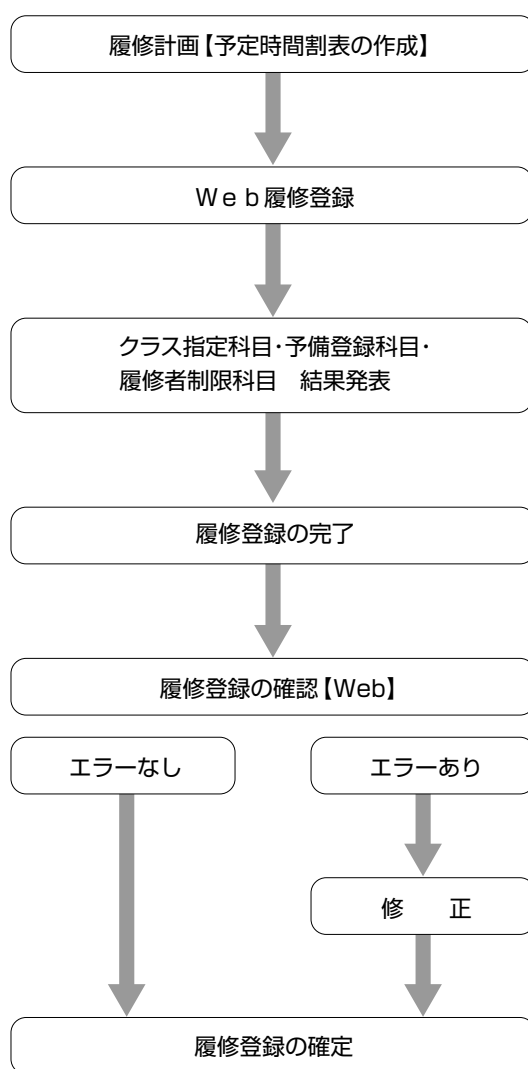 履修計画【予定時間割表の作成】
Ｗｅｂ履修登録
クラス指定科目・予備登録科目・
履修者制限科目　結果発表
履修登録の完了
履修登録の確認【Web】
エラーなし
エラーあり
修　　正
履修登録の確定